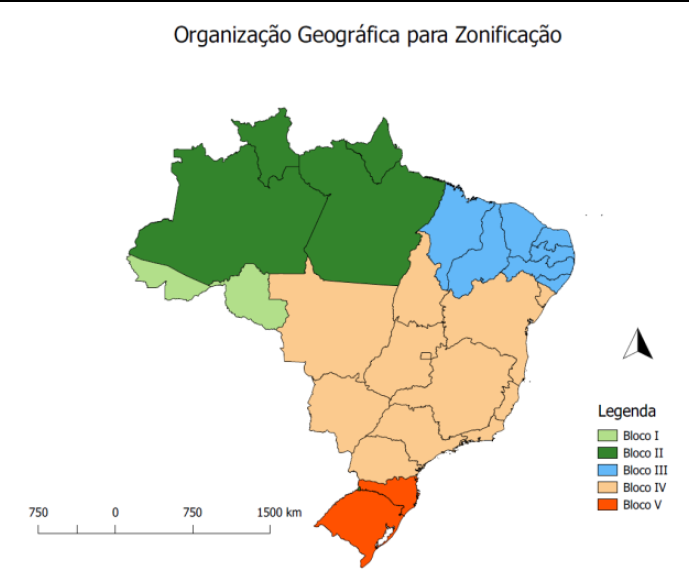 Organização Geográfica para Zonificação
Legenda
Bloco I
Bloco II
Bloco III
Bloco IV
Bloco V
750 0 750 1500 km